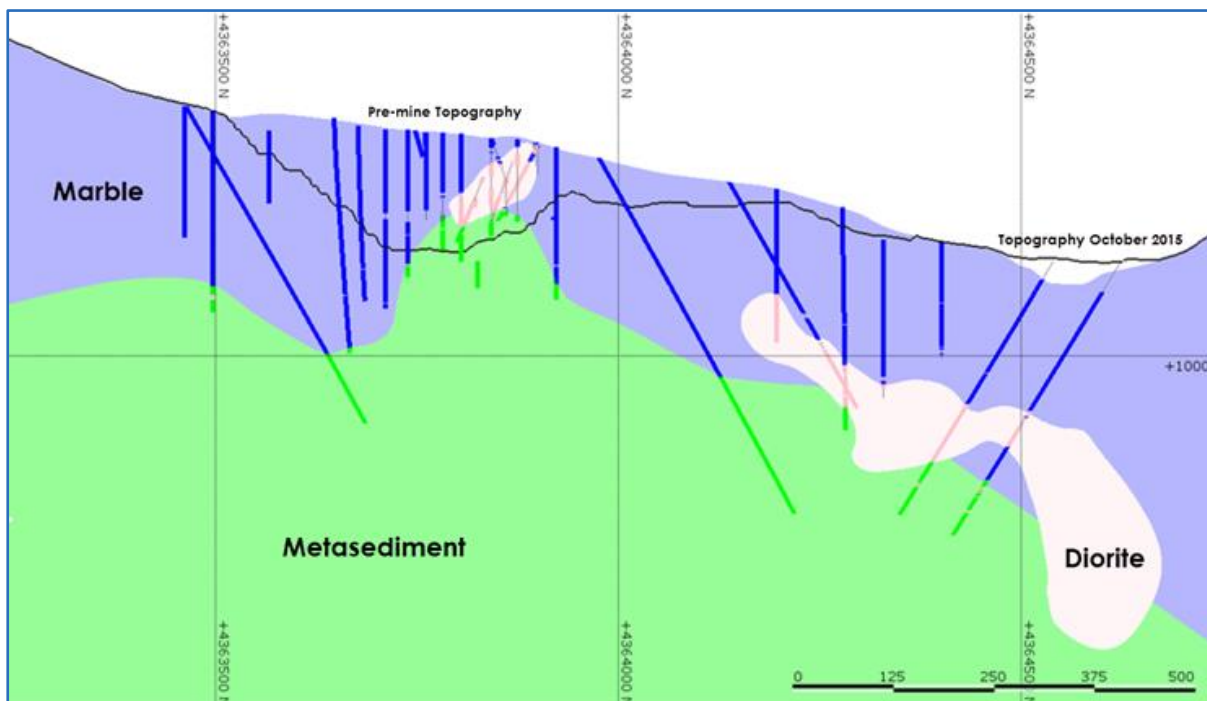 +4363500 N
+4364000 N
+4364500 N
Pre-mine Topography
Marble
Topography October 2015
+1000
Metasediment
Diorite
+4363500 N
+4364000 N
+4364500 N
0 125 250 375 500